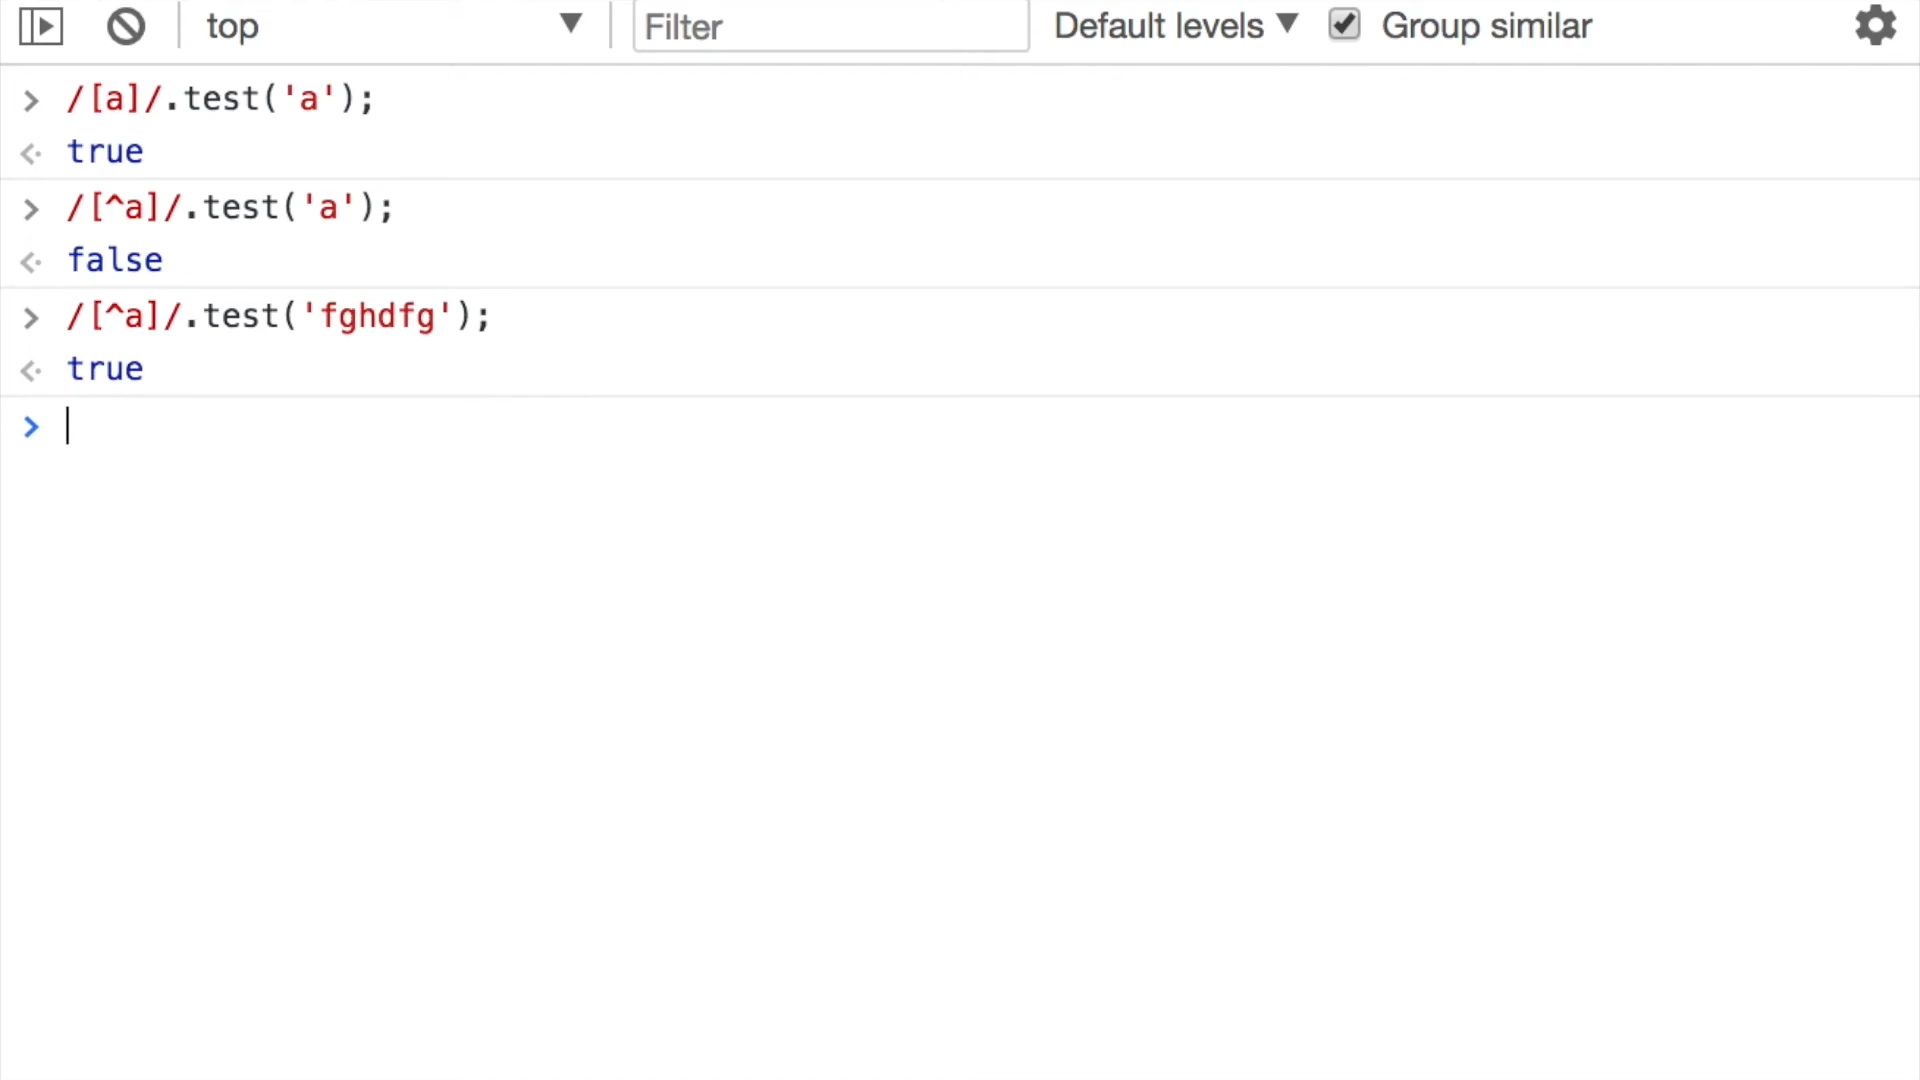 top Filter Default levels Group similar
/[a]/.test('a');
true
/[^a]/.test('a');
false
/[^a]/.test('fghdfg');
true